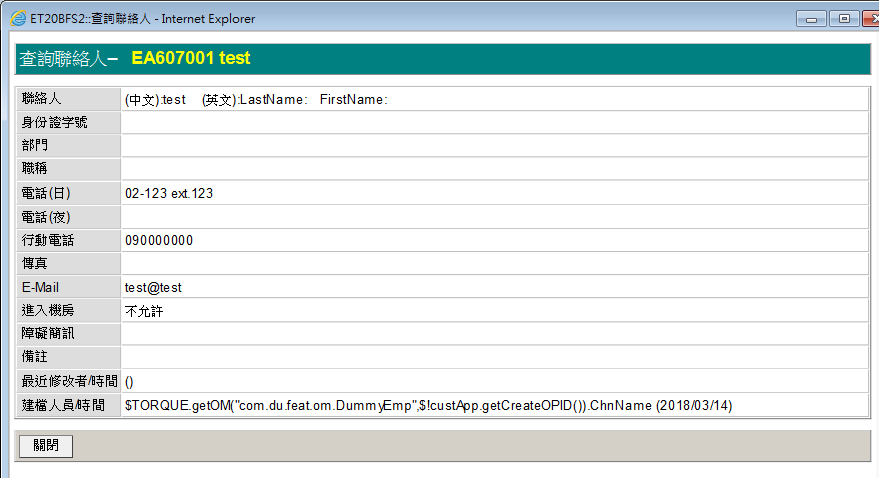 ET20BFS2::查詢聯絡人 - Internet Explorer
查詢聯絡人– EA607001 test
聯絡人 (中文):test (英文):LastName: FirstName:
身份證字號
部門
職稱
電話(日) 02-123 ext.123
電話(夜)
行動電話 090000000
傳真
E-Mail test@test
進入機房 不允許
障礙簡訊
備註
最近修改者/時間 ()
建檔人員/時間 $TORQUE.getOM("com.du.feat.om.DummyEmp",$!custApp.getCreateOPID()).ChnName (2018/03/14)
關閉